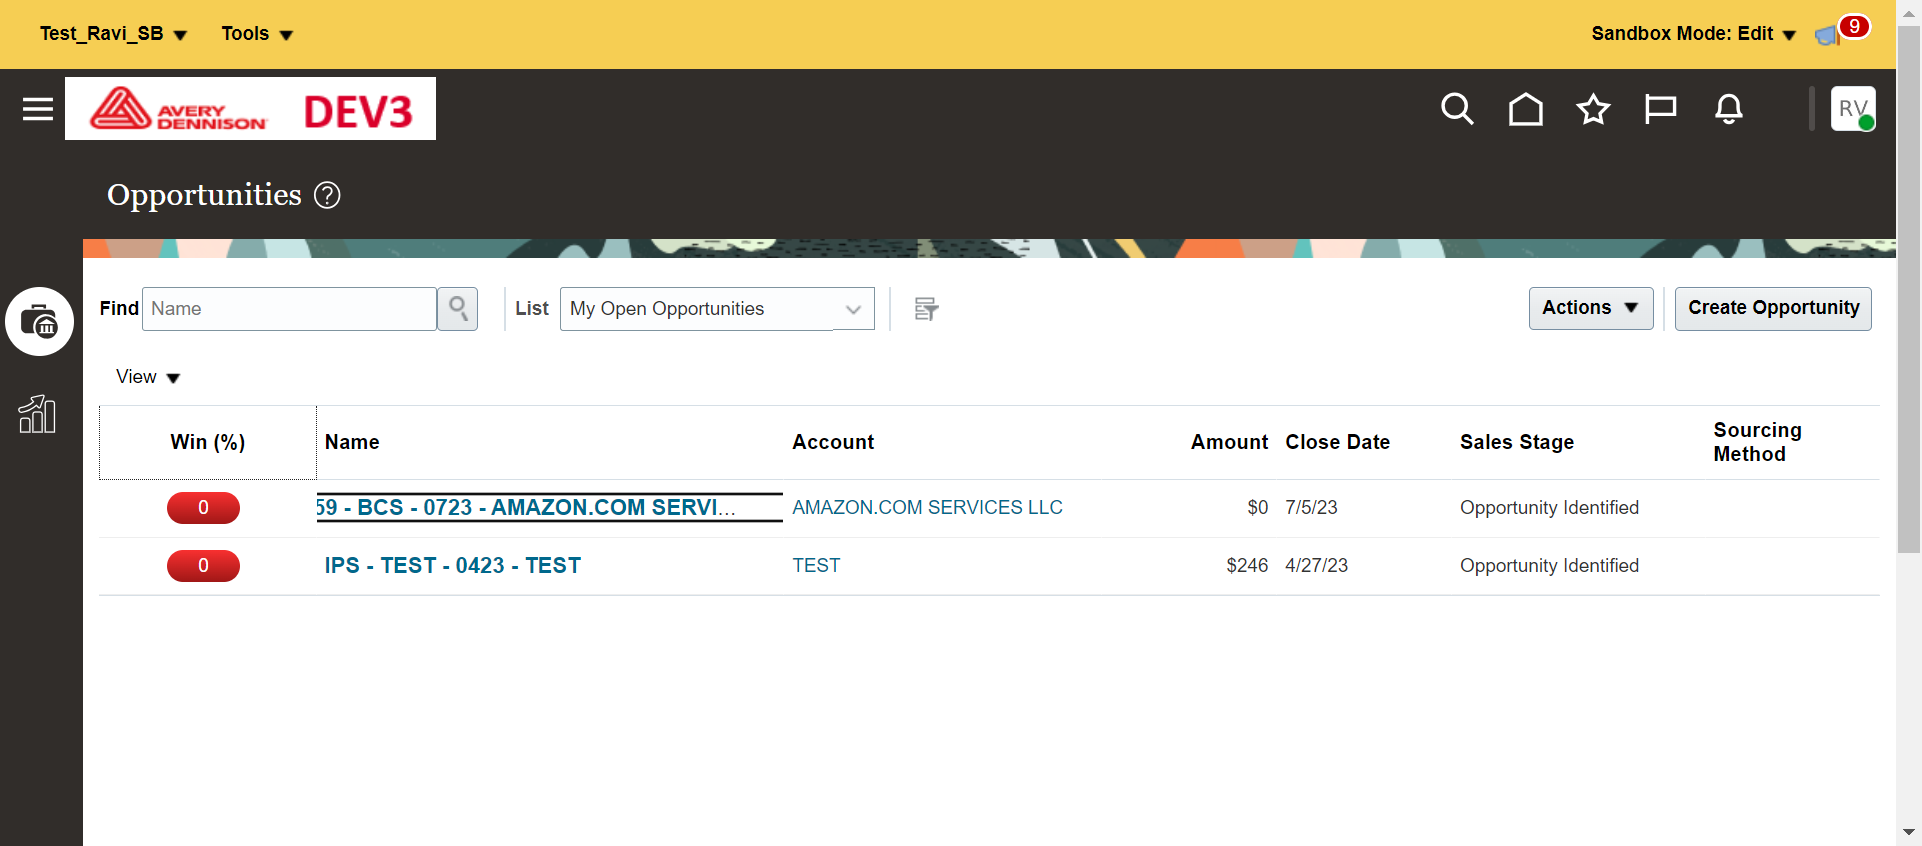 Test_Ravi_SB Tools Sandbox Mode: Edit 9
AVERY DENNISON DEV3 RV
Opportunities ?
Find Name List My Open Opportunities Actions Create Opportunity
View
Win (%) Name Account Amount Close Date Sales Stage Sourcing Method
0 59 - BCS - 0723 - AMAZON.COM SERVI... AMAZON.COM SERVICES LLC $0 7/5/23 Opportunity Identified
0 IPS - TEST - 0423 - TEST TEST $246 4/27/23 Opportunity Identified